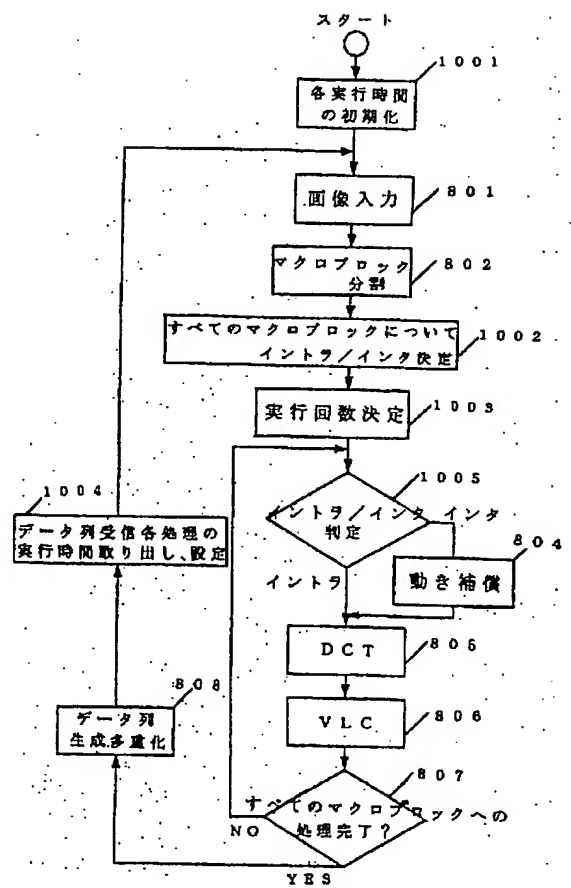 スタート
1001
各実行時間
の初期化
画像入力
801
マクロブロック
分割
802
すべてのマクロブロックについて
イントラ/インタ決定
1002
実行回数決定
1003
1005
イントラ/インタ
判定
インタ
イントラ
804
動き補償
DCT
805
VLC
806
807
すべてのマクロブロックへの
処理完了?
NO
YES
808
データ列
生成.多重化
1004
データ列受信各処理の
実行時間取り出し、設定